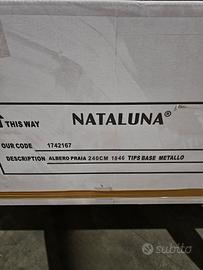 THIS WAY
NATALUNA®
OUR CODE 1742167
DESCRIPTION ALBERO PRAIA 240CM 1846 TIPS BASE METALLO
subito